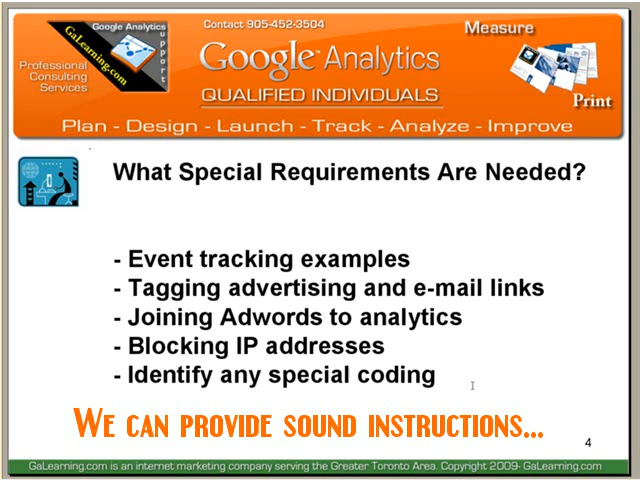 Contact 905-452-3504
Measure
Google Analytics
Support
GaLearning.com
Professional
Consulting
Services
Google™ Analytics
QUALIFIED INDIVIDUALS
Print
Plan - Design - Launch - Track - Analyze - Improve
What Special Requirements Are Needed?
- Event tracking examples
- Tagging advertising and e-mail links
- Joining Adwords to analytics
- Blocking IP addresses
- Identify any special coding
We can provide sound instructions...
4
GaLearning.com is an internet marketing company serving the Greater Toronto Area. Copyright 2009- GaLearning.com